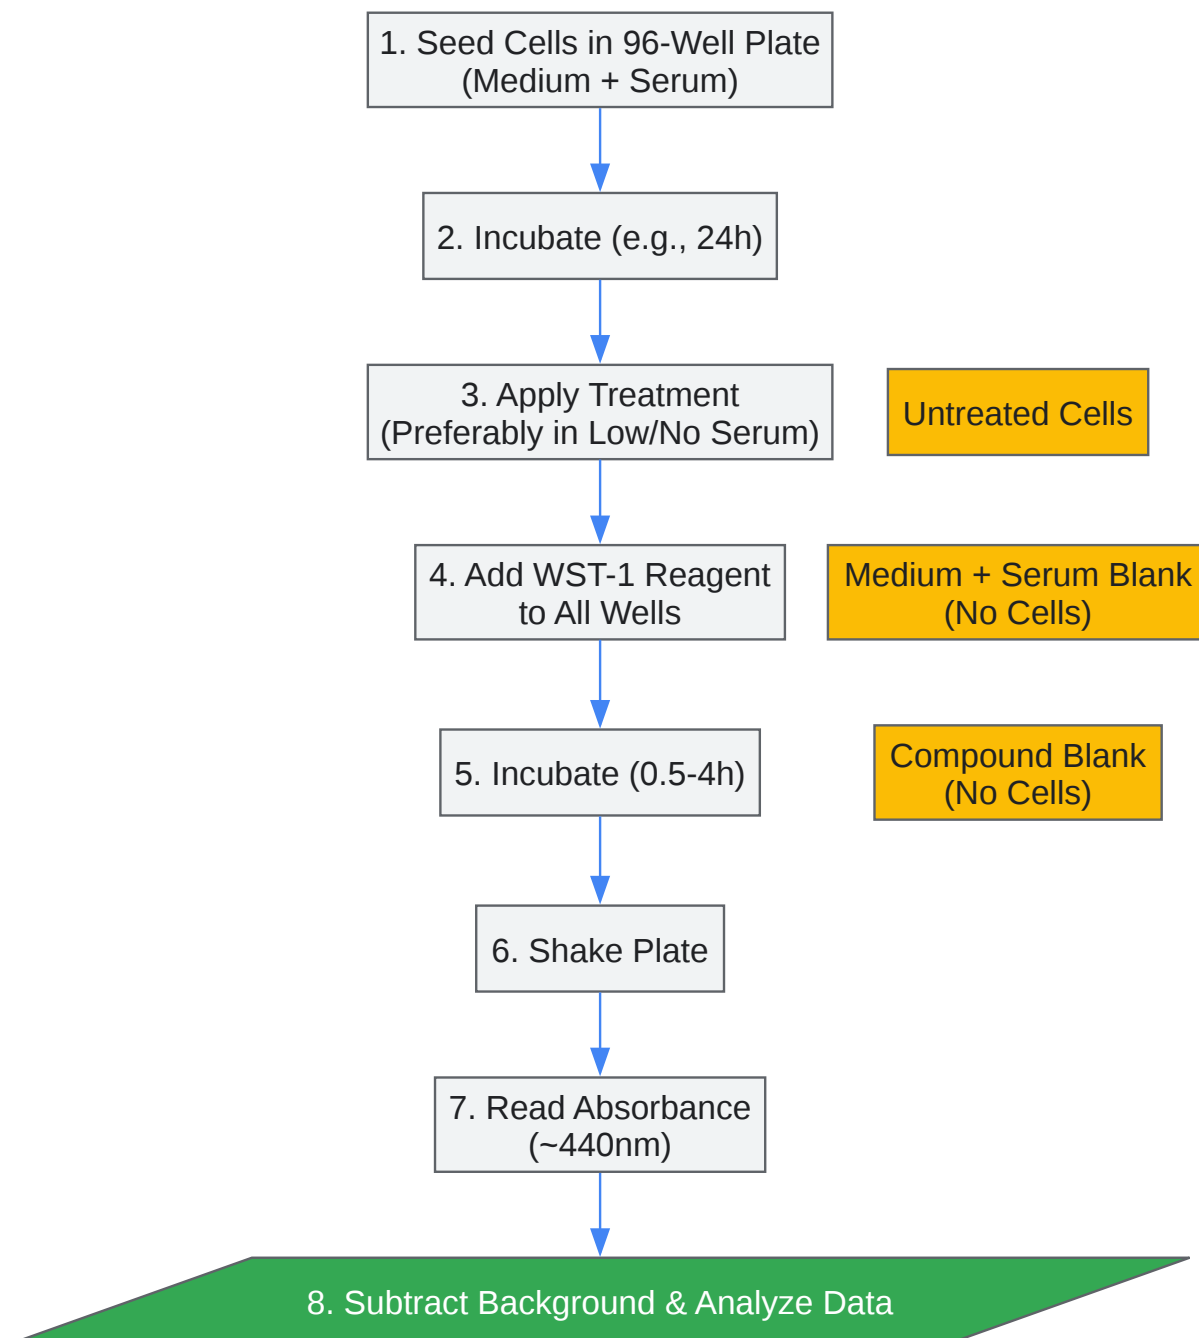 1. Seed Cells in 96-Well Plate
(Medium + Serum)
2. Incubate (e.g., 24h)
3. Apply Treatment
(Preferably in Low/No Serum)
Untreated Cells
4. Add WST-1 Reagent
to All Wells
Medium + Serum Blank
(No Cells)
5. Incubate (0.5-4h)
Compound Blank
(No Cells)
6. Shake Plate
7. Read Absorbance
(~440nm)
8. Subtract Background & Analyze Data